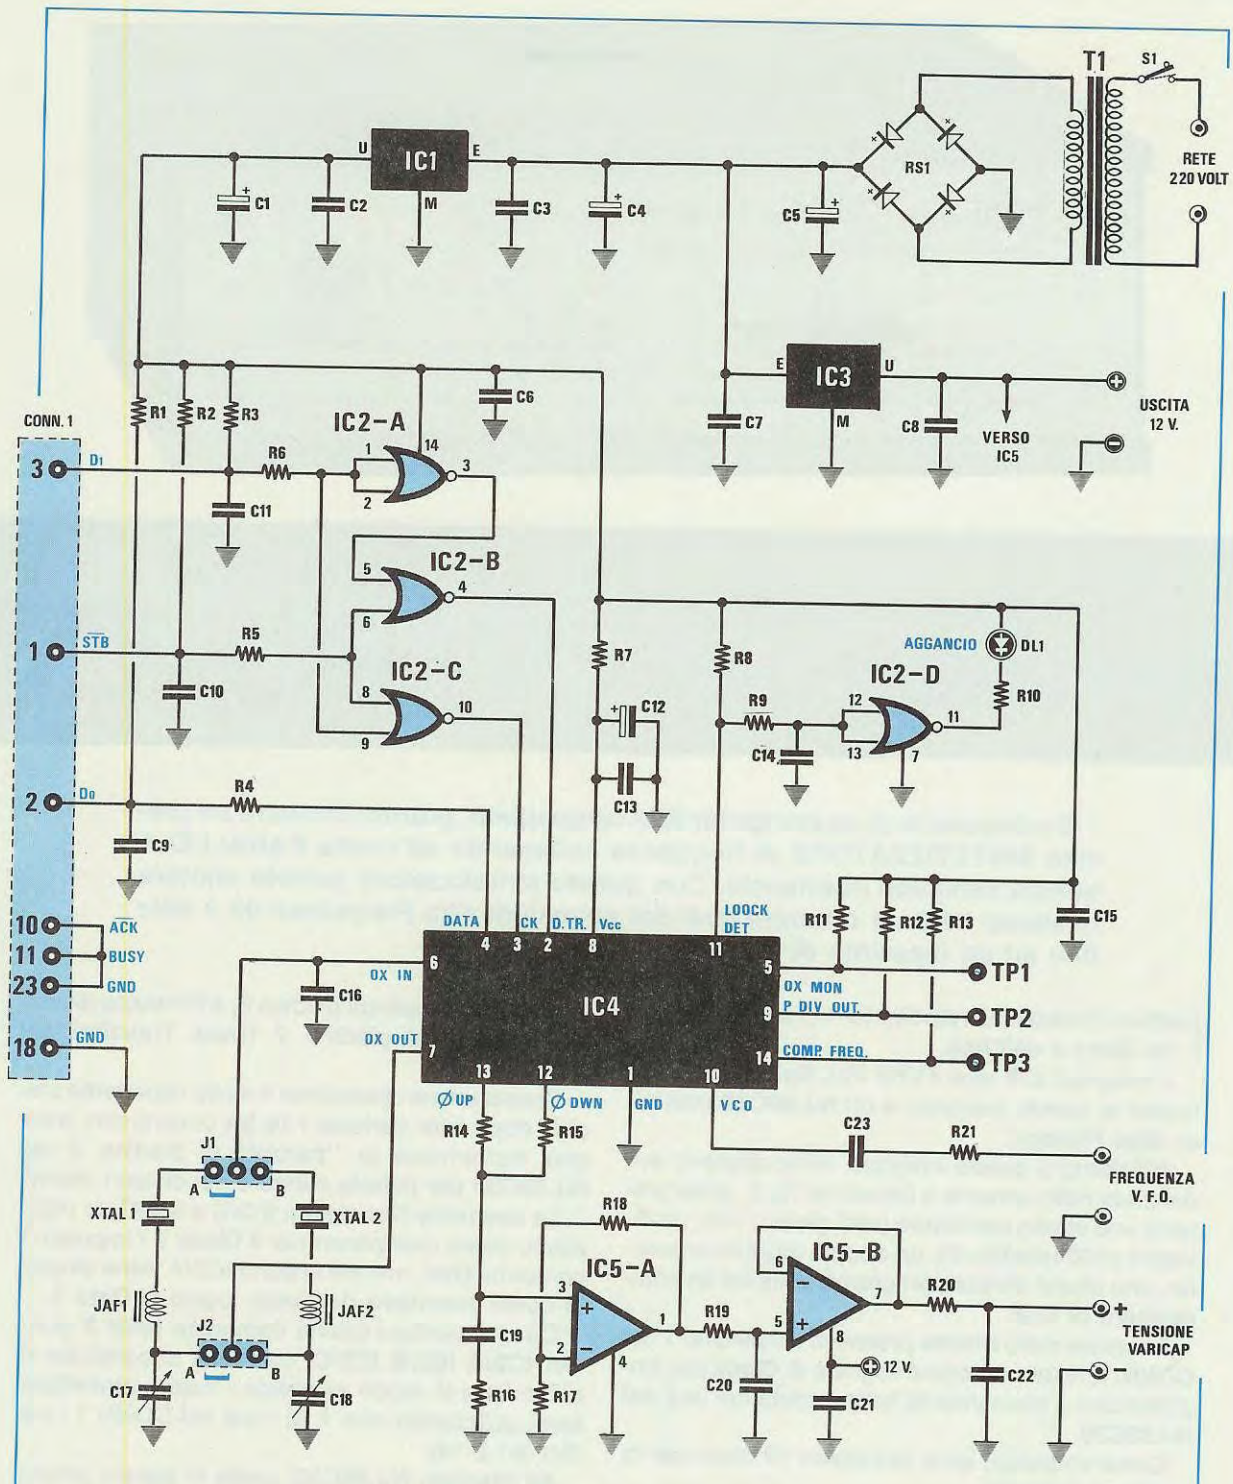 T1
S1
U
IC1
E
RS1
RETE
220 VOLT
C1
C2
M
C3
C4
C5
E
IC3
U
R1
R2
R3
C6
C7
M
C8
VERSO
IC5
USCITA
12 V.
CONN. 1
IC2-A
3
D1
R6
1
14
3
2
C11
5
IC2-B
4
6
1
STB
R5
IC2-C
8
10
9
C10
R7
R8
AGGANCIO
DL1
IC2-D
R10
C12
R9
12
11
13
7
C14
C13
2
D0
R4
C9
R11
R12
R13
C15
10
ACK
11
BUSY
23
GND
18
GND
DATA
CK
D.TR.
Vcc
LOOCK
DET
4
3
2
8
11
OX IN
6
5
OX MON
TP1
C16
IC4
P DIV OUT.
9
TP2
OX OUT
7
14
COMP. FREQ.
TP3
13
12
1
10
Ø UP
Ø DWN
GND
VCO
R14
R15
C23
R21
FREQUENZA
V.F.O.
J1
A
B
XTAL 1
XTAL 2
R18
IC5-A
IC5-B
6
7
R20
3
1
R19
5
8
+
TENSIONE
VARICAP
-
JAF1
JAF2
C19
2
4
12 V.
J2
A
B
C17
C18
R16
R17
C20
C21
C22